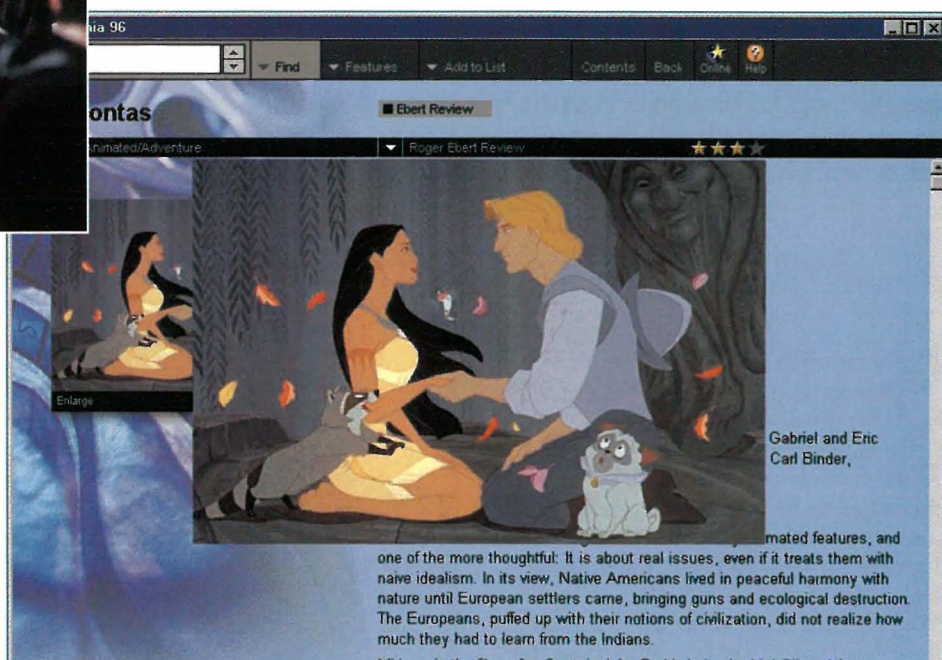 nia 96
Find
Features
Add to List
Contents
Back
Online
Help
ontas
Ebert Review
Animated/Adventure
Roger Ebert Review
Enlarge
Gabriel and Eric
Carl Binder,
mated features, and
one of the more thoughtful: It is about real issues, even if it treats them with
naive idealism. In its view, Native Americans lived in peaceful harmony with
nature until European settlers came, bringing guns and ecological destruction.
The Europeans, puffed up with their notions of civilization, did not realize how
much they had to learn from the Indians.